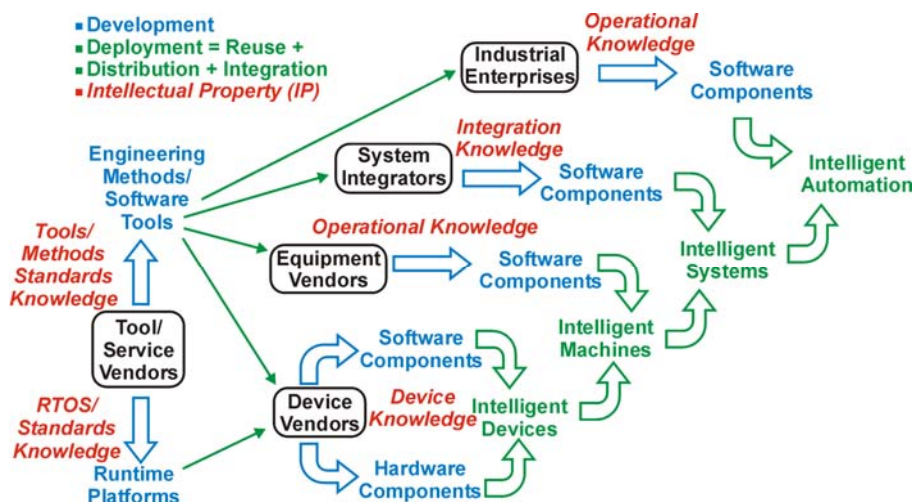 Development
Deployment = Reuse +
Distribution + Integration
Intellectual Property (IP)
Operational
Knowledge
Industrial
Enterprises
Software
Components
Integration
Knowledge
System
Integrators
Software
Components
Intelligent
Automation
Engineering
Methods/
Software
Tools
Operational Knowledge
Equipment
Vendors
Software
Components
Intelligent
Systems
Tools/
Methods
Standards
Knowledge
Tool/
Service
Vendors
Software
Components
Intelligent
Machines
RTOS/
Standards
Knowledge
Device
Vendors
Device
Knowledge
Intelligent
Devices
Runtime
Platforms
Hardware
Components